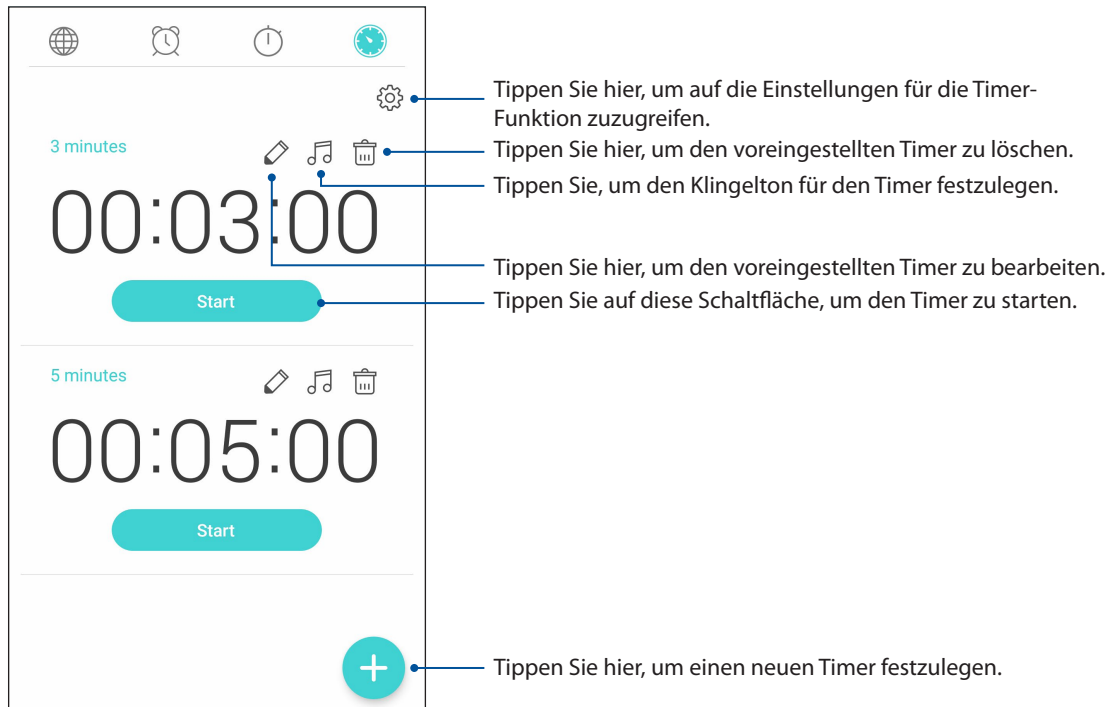 Tippen Sie hier, um auf die Einstellungen für die Timer-
Funktion zuzugreifen.
3 minutes
Tippen Sie hier, um den voreingestellten Timer zu löschen.
Tippen Sie, um den Klingelton für den Timer festzulegen.
00:03:00
Tippen Sie hier, um den voreingestellten Timer zu bearbeiten.
Start
Tippen Sie auf diese Schaltfläche, um den Timer zu starten.
5 minutes
00:05:00
Start
Tippen Sie hier, um einen neuen Timer festzulegen.